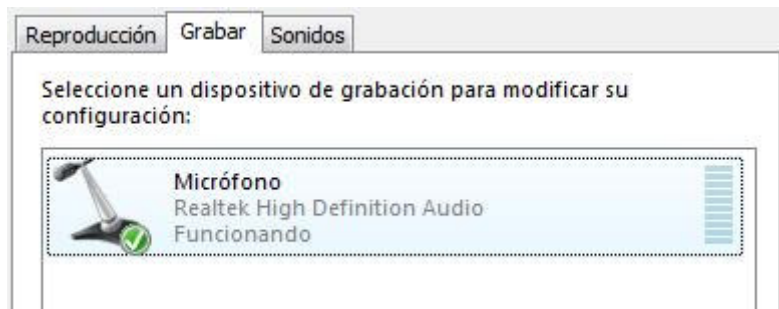 Reproducción Grabar Sonidos
Seleccione un dispositivo de grabación para modificar su
configuración:
Micrófono
Realtek High Definition Audio
Funcionando